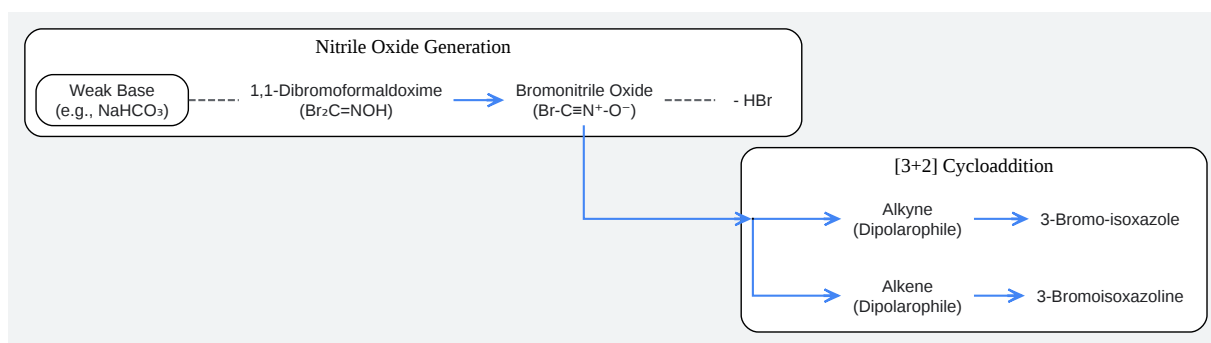 Nitrile Oxide Generation
Weak Base
(e.g., NaHCO₃)
1,1-Dibromoformaldoxime
(Br₂C=NOH)
Bromonitrile Oxide
(Br-C≡N⁺-O⁻)
- HBr
[3+2] Cycloaddition
Alkyne
(Dipolarophile)
3-Bromo-isoxazole
Alkene
(Dipolarophile)
3-Bromoisoxazoline